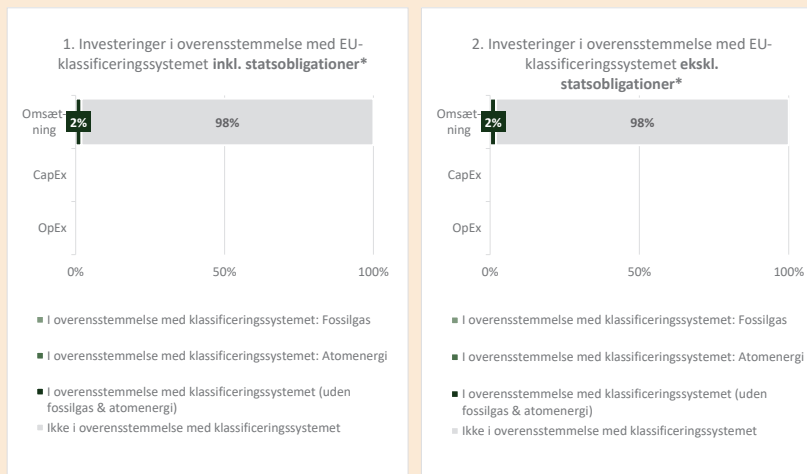 1. Investeringer i overensstemmelse med EU-
klassificeringssystemet inkl. statsobligationer*
Omsæt-
ning
2%
98%
CapEx
OpEx
0%
50%
100%
I overensstemmelse med klassificeringssystemet: Fossilgas
I overensstemmelse med klassificeringssystemet: Atomenergi
I overensstemmelse med klassificeringssystemet (uden
fossilgas & atomenergi)
Ikke i overensstemmelse med klassificeringssystemet
2. Investeringer i overensstemmelse med EU-
klassificeringssystemet ekskl.
statsobligationer*
Omsæt-
ning
2%
98%
CapEx
OpEx
0%
50%
100%
I overensstemmelse med klassificeringssystemet: Fossilgas
I overensstemmelse med klassificeringssystemet: Atomenergi
I overensstemmelse med klassificeringssystemet (uden
fossilgas & atomenergi)
Ikke i overensstemmelse med klassificeringssystemet